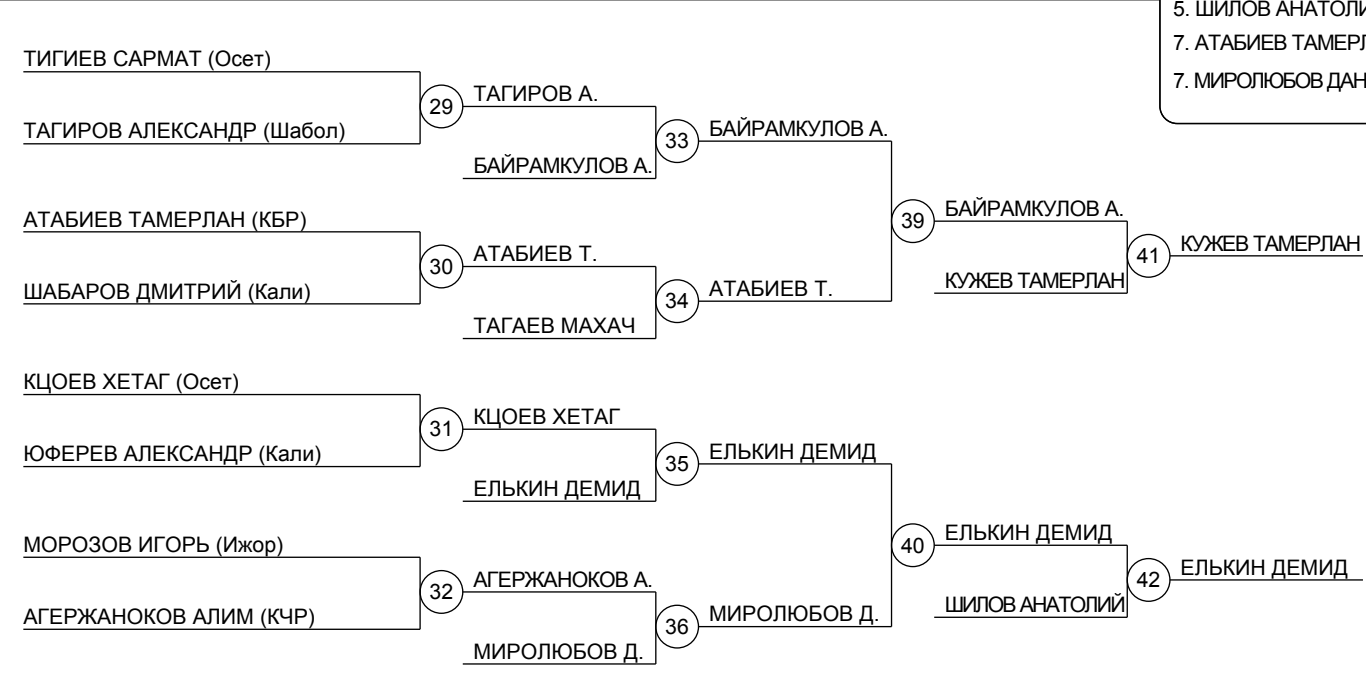 5. ШИЛОВ АНАТОЛИ
7. АТАБИЕВ ТАМЕРЛ
7. МИРОЛЮБОВ ДАН
ТИГИЕВ САРМАТ (Осет)
29
ТАГИРОВ А.
ТАГИРОВ АЛЕКСАНДР (Шабол)
33
БАЙРАМКУЛОВ А.
БАЙРАМКУЛОВ А.
АТАБИЕВ ТАМЕРЛАН (КБР)
39
БАЙРАМКУЛОВ А.
30
АТАБИЕВ Т.
41
КУЖЕВ ТАМЕРЛАН
ШАБАРОВ ДМИТРИЙ (Кали)
34
АТАБИЕВ Т.
КУЖЕВ ТАМЕРЛАН
ТАГАЕВ МАХАЧ
КЦОЕВ ХЕТАГ (Осет)
31
КЦОЕВ ХЕТАГ
ЮФЕРЕВ АЛЕКСАНДР (Кали)
35
ЕЛЬКИН ДЕМИД
ЕЛЬКИН ДЕМИД
МОРОЗОВ ИГОРЬ (Ижор)
40
ЕЛЬКИН ДЕМИД
32
АГЕРЖАНОКОВ А.
42
ЕЛЬКИН ДЕМИД
АГЕРЖАНОКОВ АЛИМ (КЧР)
36
МИРОЛЮБОВ Д.
ШИЛОВ АНАТОЛИЙ
МИРОЛЮБОВ Д.